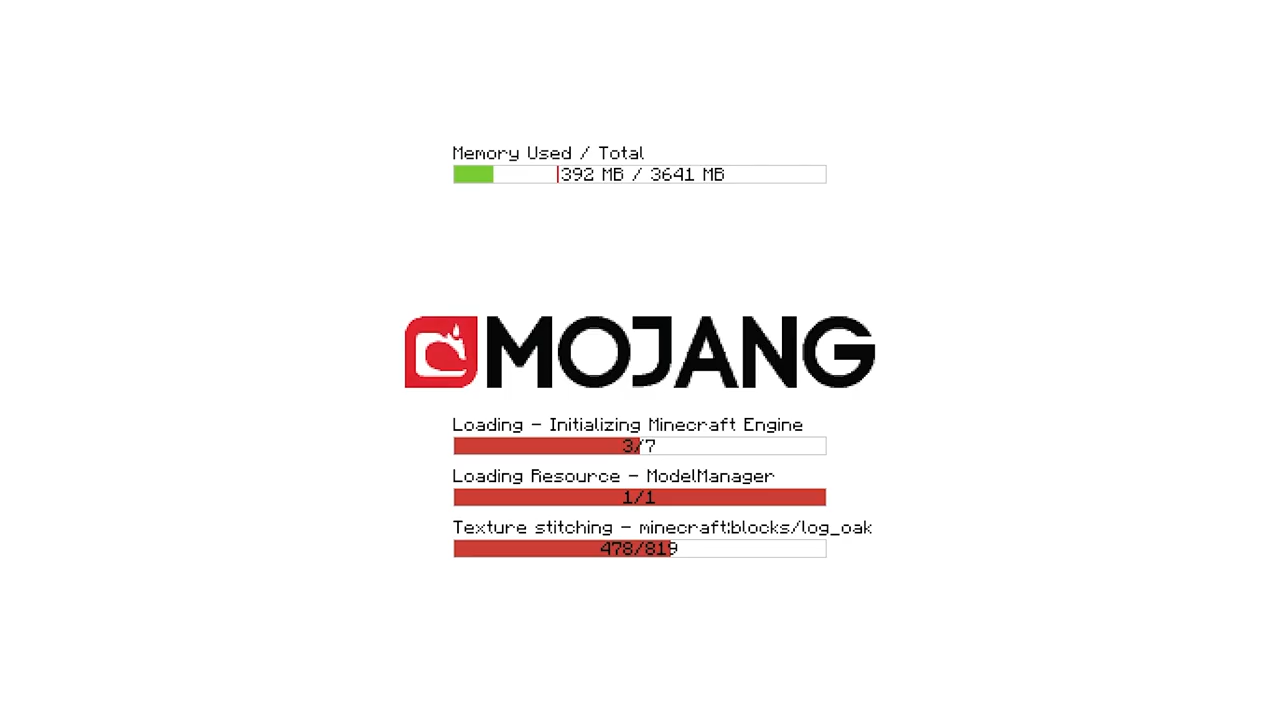 Memory Used / Total
392 MB / 3641 MB
MOJANG
Loading - Initializing Minecraft Engine
3/7
Loading Resource - ModelManager
1/1
Texture stitching - minecraft:blocks/log_oak
478/819